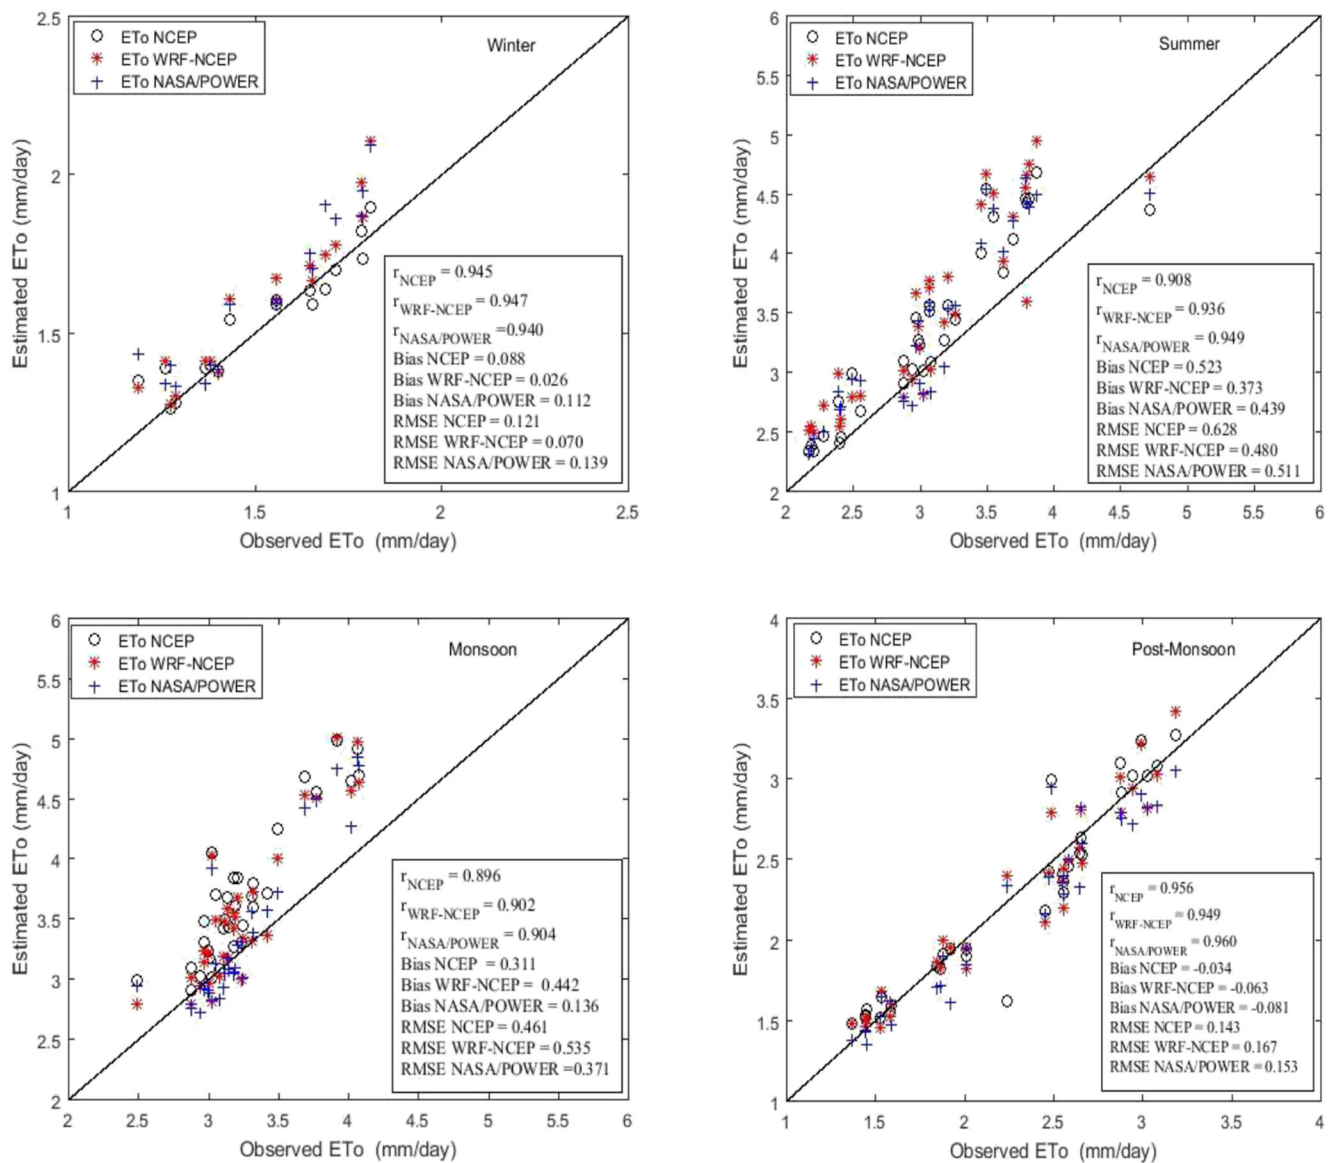 ETo NCEP
ETo WRF-NCEP
ETo NASA/POWER
Winter
2.5
2
1.5
1
Estimated ETo (mm/day)
r NCEP = 0.945
r WRF-NCEP = 0.947
r NASA/POWER =0.940
Bias NCEP = 0.088
Bias WRF-NCEP = 0.026
Bias NASA/POWER = 0.112
RMSE NCEP = 0.121
RMSE WRF-NCEP = 0.070
RMSE NASA/POWER = 0.139
1 1.5 2 2.5
Observed ETo (mm/day)
ETo NCEP
ETo WRF-NCEP
ETo NASA/POWER
Summer
6
5.5
5
4.5
4
3.5
3
2.5
2
Estimated ETo (mm/day)
r NCEP = 0.908
r WRF-NCEP = 0.936
r NASA/POWER = 0.949
Bias NCEP = 0.523
Bias WRF-NCEP = 0.373
Bias NASA/POWER = 0.439
RMSE NCEP = 0.628
RMSE WRF-NCEP = 0.480
RMSE NASA/POWER = 0.511
2 2.5 3 3.5 4 4.5 5 5.5 6
Observed ETo (mm/day)
ETo NCEP
ETo WRF-NCEP
ETo NASA/POWER
Monsoon
6
5.5
5
4.5
4
3.5
3
2.5
2
Estimated ETo (mm/day)
r NCEP = 0.896
r WRF-NCEP = 0.902
r NASA/POWER = 0.904
Bias NCEP = 0.311
Bias WRF-NCEP = 0.442
Bias NASA/POWER = 0.136
RMSE NCEP = 0.461
RMSE WRF-NCEP = 0.535
RMSE NASA/POWER =0.371
2 2.5 3 3.5 4 4.5 5 5.5 6
Observed ETo (mm/day)
ETo NCEP
ETo WRF-NCEP
ETo NASA/POWER
Post-Monsoon
4
3.5
3
2.5
2
1.5
1
Estimated ETo (mm/day)
r NCEP = 0.956
r WRF-NCEP = 0.949
r NASA/POWER = 0.960
Bias NCEP = -0.034
Bias WRF-NCEP = -0.063
Bias NASA/POWER = -0.081
RMSE NCEP = 0.143
RMSE WRF-NCEP = 0.167
RMSE NASA/POWER = 0.153
1 1.5 2 2.5 3 3.5 4
Observed ETo (mm/day)